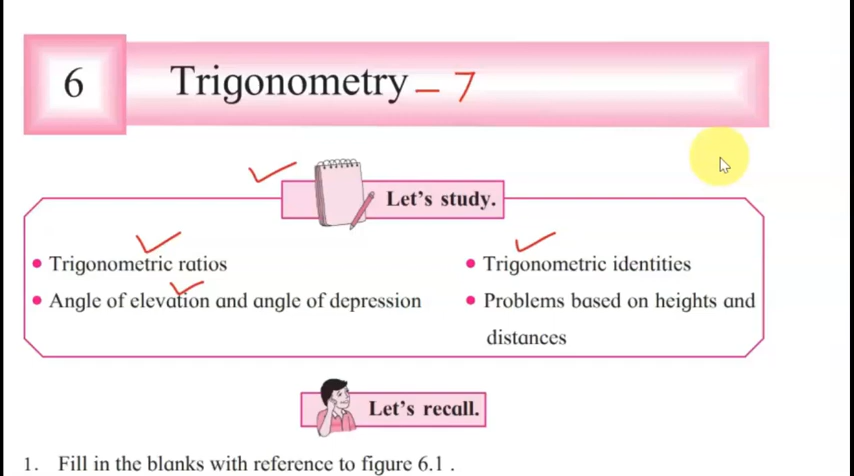 6 Trigonometry – 7
Let's study.
• Trigonometric ratios
• Trigonometric identities
• Angle of elevation and angle of depression
• Problems based on heights and
distances
Let's recall.
1. Fill in the blanks with reference to figure 6.1 .